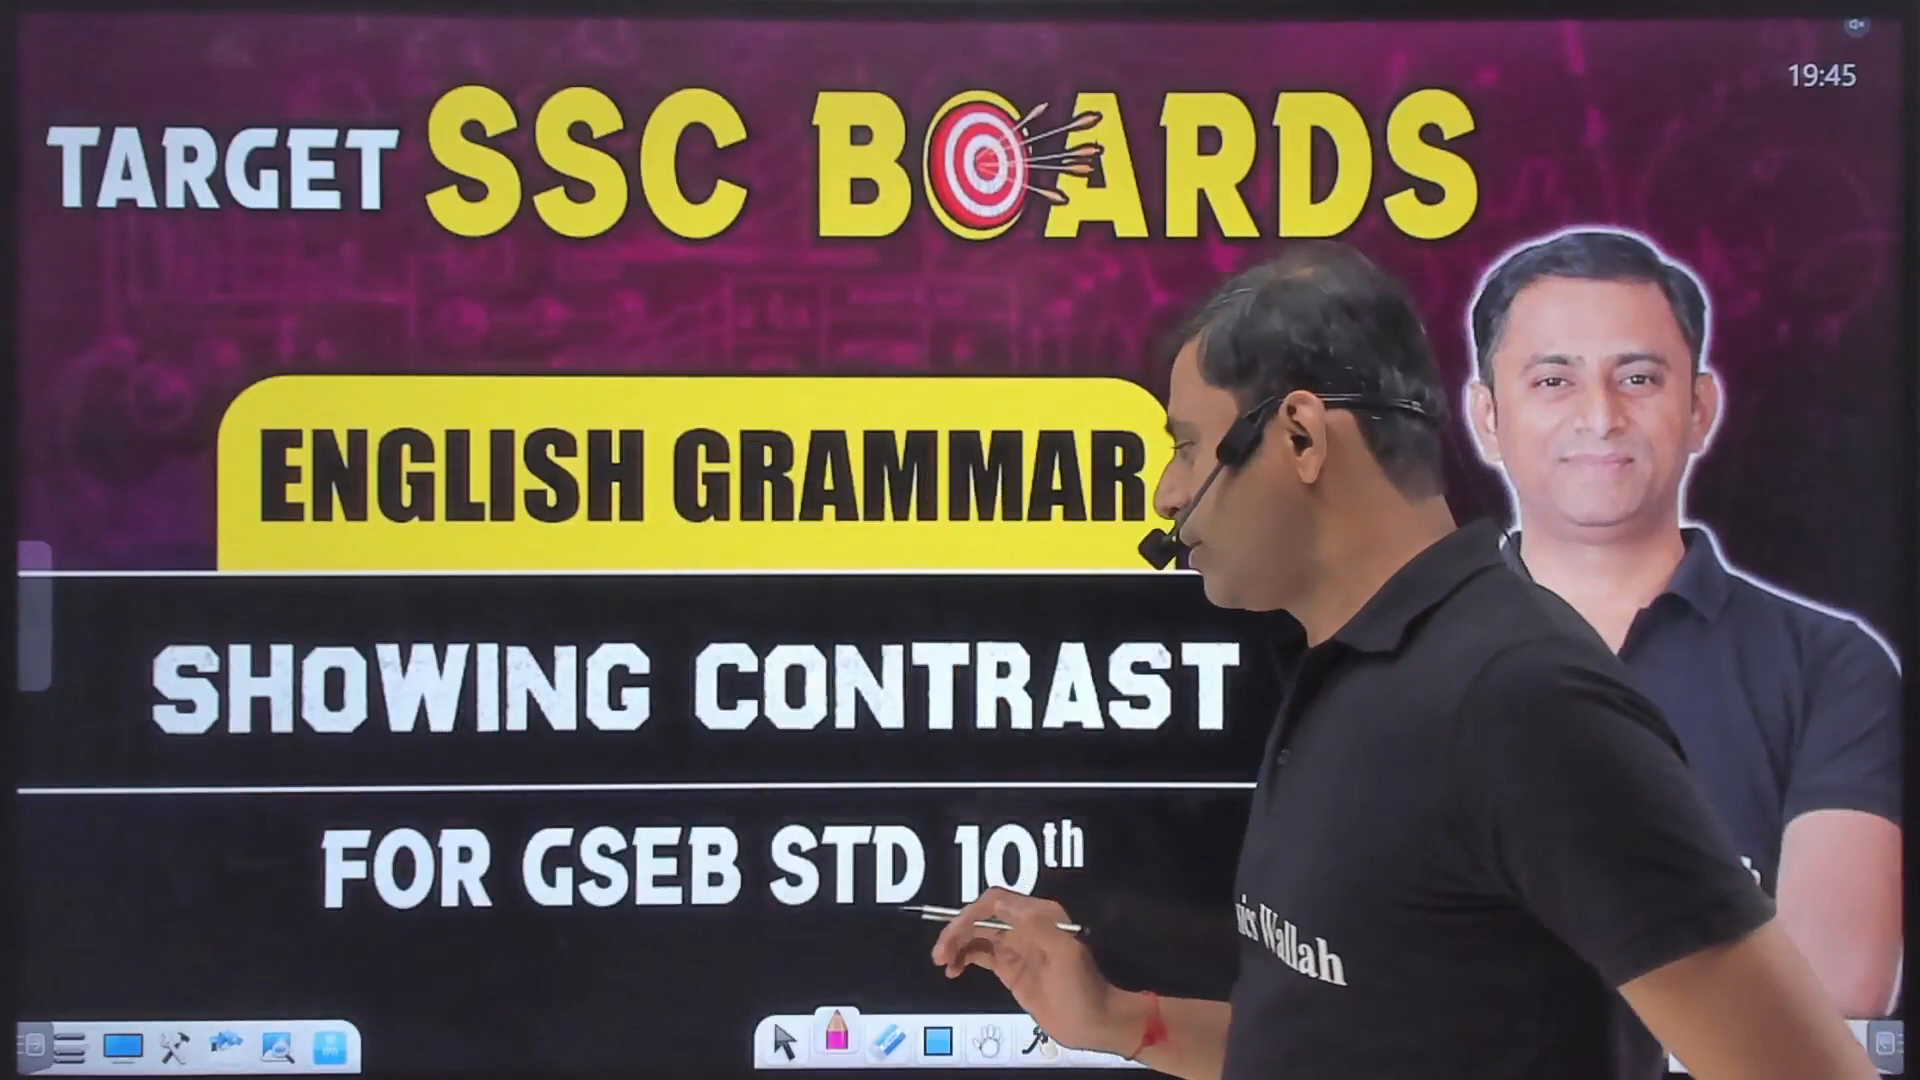 19:45
TARGET SSC BOARDS
ENGLISH GRAMMAR
SHOWING CONTRAST
FOR GSEB STD 10th
Wallah